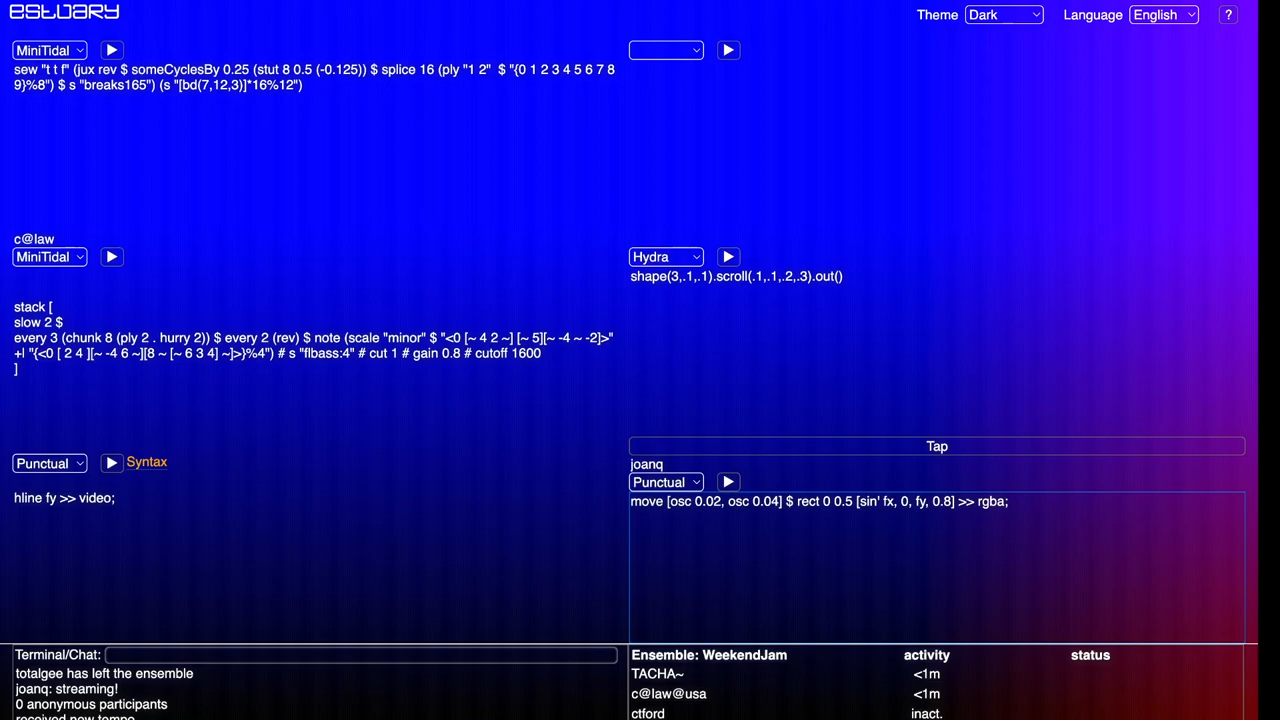 estuary
Theme Dark Language English ?
MiniTidal
sew "t t f" (jux rev $ someCyclesBy 0.25 (stut 8 0.5 (-0.125)) $ splice 16 (ply "1 2"  $ "{0 1 2 3 4 5 6 7 8
9}%8") $ s "breaks165") (s "[bd(7,12,3)]*16%12")
c@law
MiniTidal
stack [
slow 2 $
every 3 (chunk 8 (ply 2 . hurry 2)) $ every 2 (rev) $ note (scale "minor" $ "<0 [~ 4 2 ~] [~ 5][~ -4 ~ -2]>"
+| "{<0 [ 2 4 ][~ -4 6 ~][8 ~ [~ 6 3 4] ~]>}%4") # s "flbass:4" # cut 1 # gain 0.8 # cutoff 1600
]
Punctual Syntax
hline fy >> video;
Hydra
shape(3,.1,.1).scroll(.1,.1,.2,.3).out()
Tap
joanq
Punctual
move [osc 0.02, osc 0.04] $ rect 0 0.5 [sin' fx, 0, fy, 0.8] >> rgba;
Terminal/Chat:
totalgee has left the ensemble
joanq: streaming!
0 anonymous participants
received new tempo
Ensemble: WeekendJam activity status
TACHA~ <1m
c@law@usa <1m
ctford inact.